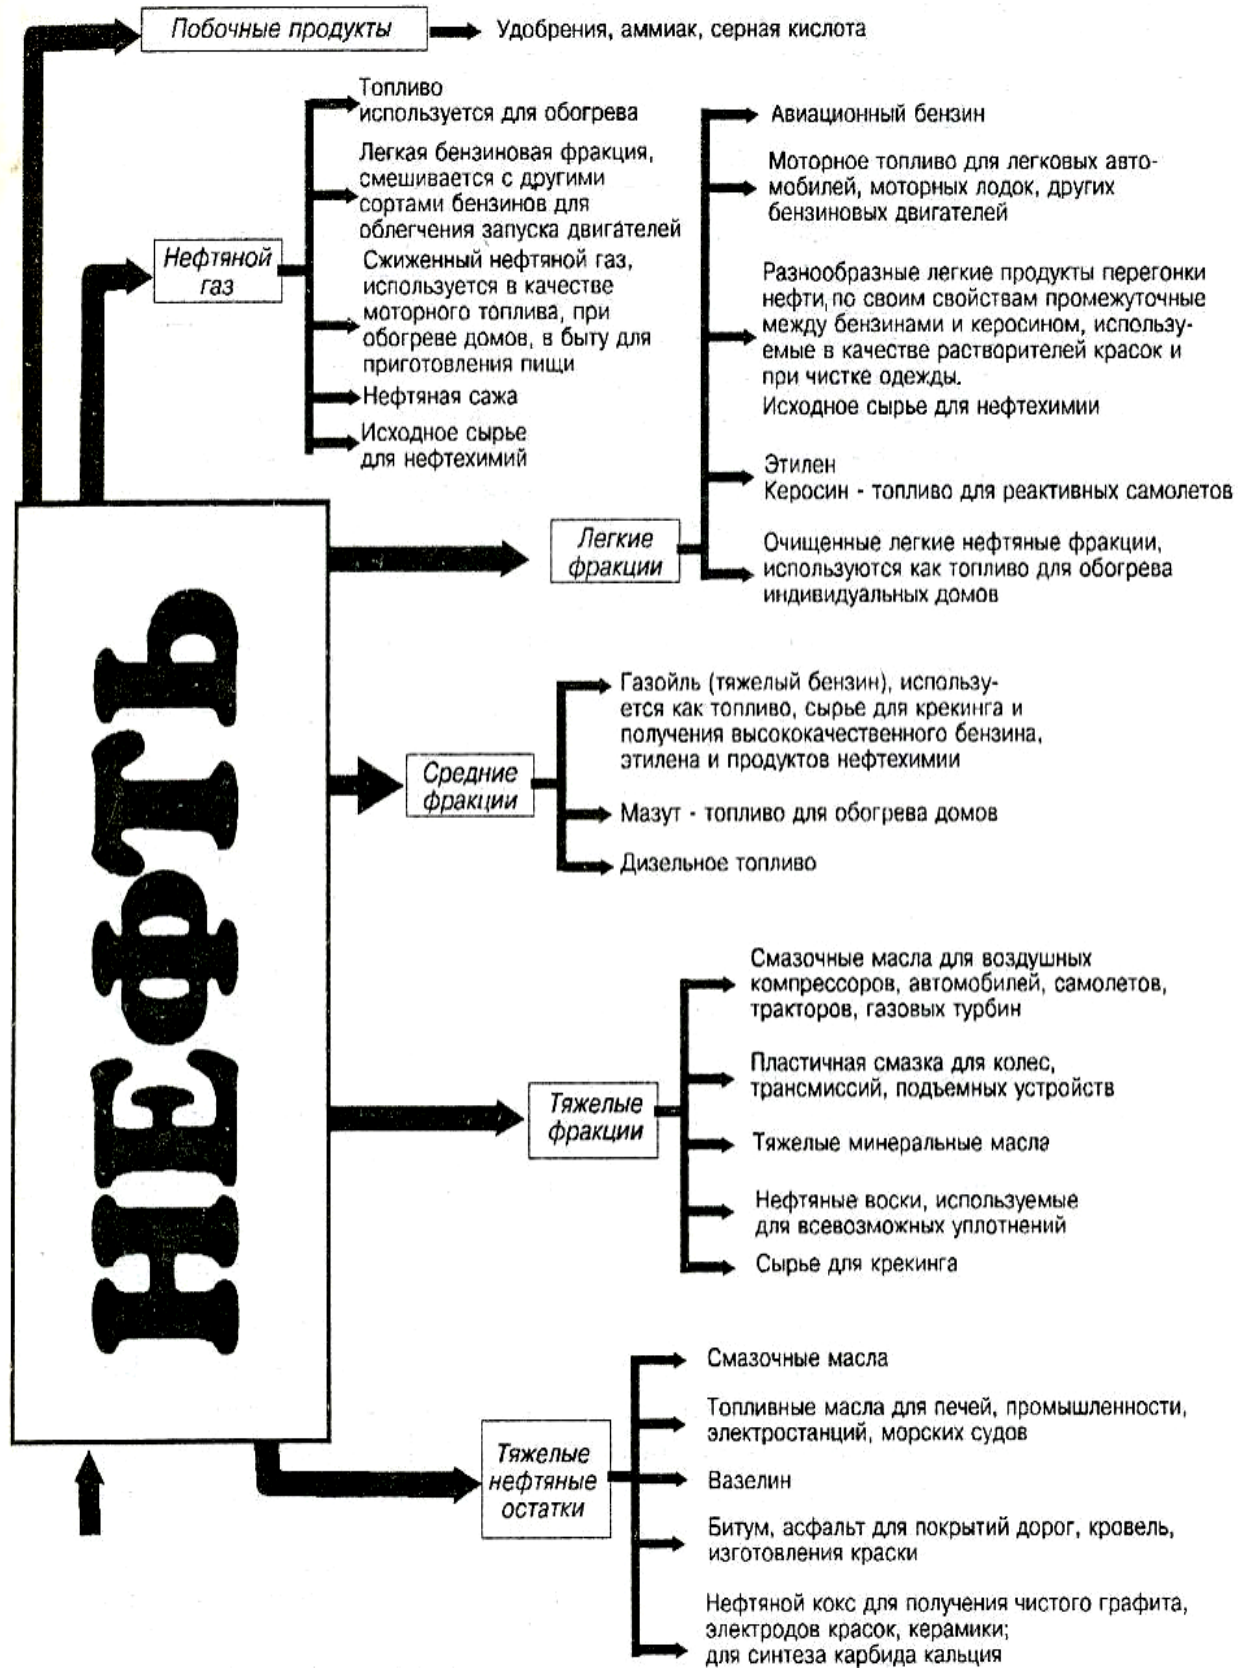 Побочные продукты
Удобрения, аммиак, серная кислота
Нефтяной
газ
Топливо
используется для обогрева
Легкая бензиновая фракция,
смешивается с другими
сортами бензинов для
облегчения запуска двигателей
Сжиженный нефтяной газ,
используется в качестве
моторного топлива, при
обогреве домов, в быту для
приготовления пищи
Нефтяная сажа
Исходное сырье
для нефтехимий
Легкие
фракции
Авиационный бензин
Моторное топливо для легковых авто-
мобилей, моторных лодок, других
бензиновых двигателей
Разнообразные легкие продукты перегонки
нефти, по своим свойствам промежуточные
между бензинами и керосином, использу-
емые в качестве растворителей красок и
при чистке одежды.
Исходное сырье для нефтехимии
Этилен
Керосин - топливо для реактивных самолетов
Очищенные легкие нефтяные фракции,
используются как топливо для обогрева
индивидуальных домов
НЕФТЬ
Средние
фракции
Газойль (тяжелый бензин), использу-
ется как топливо, сырье для крекинга и
получения высококачественного бензина,
этилена и продуктов нефтехимии
Мазут - топливо для обогрева домов
Дизельное топливо
Тяжелые
фракции
Смазочные масла для воздушных
компрессоров, автомобилей, самолетов,
тракторов, газовых турбин
Пластичная смазка для колес,
трансмиссий, подъемных устройств
Тяжелые минеральные масла
Нефтяные воски, используемые
для всевозможных уплотнений
Сырье для крекинга
Тяжелые
нефтяные
остатки
Смазочные масла
Топливные масла для печей, промышленности,
электростанций, морских судов
Вазелин
Битум, асфальт для покрытий дорог, кровель,
изготовления краски
Нефтяной кокс для получения чистого графита,
электродов красок, керамики;
для синтеза карбида кальция